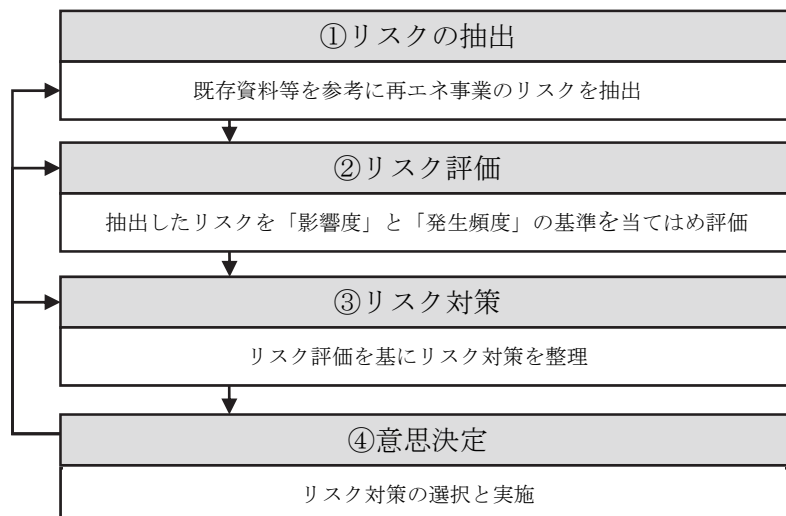 ①リスクの抽出
既存資料等を参考に再エネ事業のリスクを抽出
②リスク評価
抽出したリスクを「影響度」と「発生頻度」の基準を当てはめ評価
③リスク対策
リスク評価を基にリスク対策を整理
④意思決定
リスク対策の選択と実施